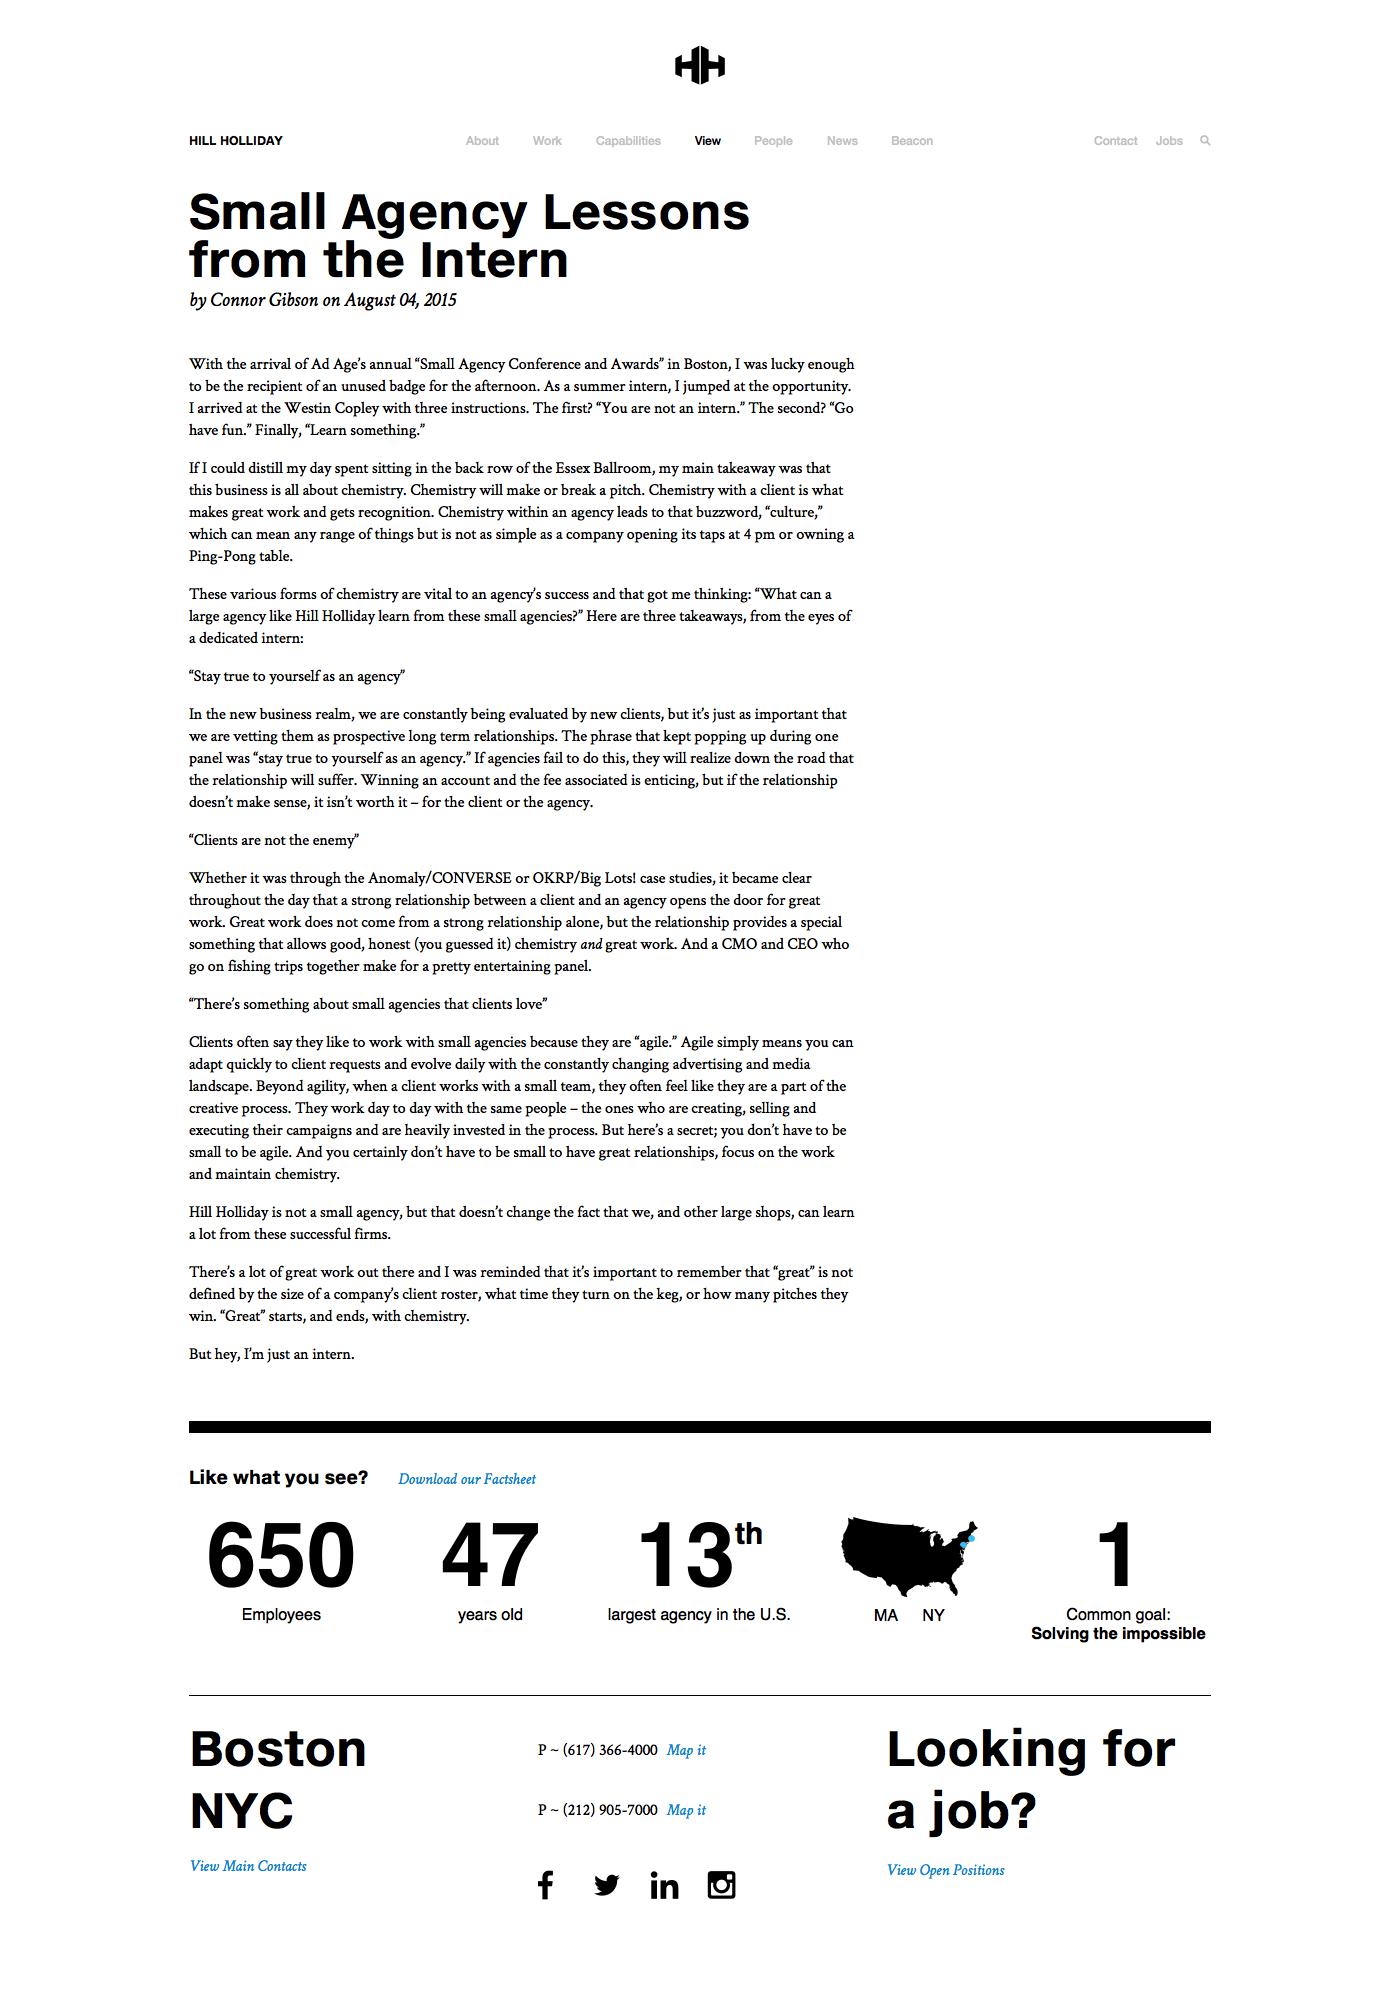 HH
HILL HOLLIDAY About Work Capabilities View People News Beacon Contact Jobs
Small Agency Lessons
from the Intern
by Connor Gibson on August 04, 2015
With the arrival of Ad Age’s annual “Small Agency Conference and Awards” in Boston, I was lucky enough
to be the recipient of an unused badge for the afternoon. As a summer intern, I jumped at the opportunity.
I arrived at the Westin Copley with three instructions. The first? “You are not an intern.” The second? “Go
have fun.” Finally, “Learn something.”
If I could distill my day spent sitting in the back row of the Essex Ballroom, my main takeaway was that
this business is all about chemistry. Chemistry will make or break a pitch. Chemistry with a client is what
makes great work and gets recognition. Chemistry within an agency leads to that buzzword, “culture,”
which can mean any range of things but is not as simple as a company opening its taps at 4 pm or owning a
Ping-Pong table.
These various forms of chemistry are vital to an agency’s success and that got me thinking: “What can a
large agency like Hill Holliday learn from these small agencies?” Here are three takeaways, from the eyes of
a dedicated intern:
“Stay true to yourself as an agency”
In the new business realm, we are constantly being evaluated by new clients, but it’s just as important that
we are vetting them as prospective long term relationships. The phrase that kept popping up during one
panel was “stay true to yourself as an agency.” If agencies fail to do this, they will realize down the road that
the relationship will suffer. Winning an account and the fee associated is enticing, but if the relationship
doesn’t make sense, it isn’t worth it – for the client or the agency.
“Clients are not the enemy”
Whether it was through the Anomaly/CONVERSE or OKRP/Big Lots! case studies, it became clear
throughout the day that a strong relationship between a client and an agency opens the door for great
work. Great work does not come from a strong relationship alone, but the relationship provides a special
something that allows good, honest (you guessed it) chemistry and great work. And a CMO and CEO who
go on fishing trips together make for a pretty entertaining panel.
“There’s something about small agencies that clients love”
Clients often say they like to work with small agencies because they are “agile.” Agile simply means you can
adapt quickly to client requests and evolve daily with the constantly changing advertising and media
landscape. Beyond agility, when a client works with a small team, they often feel like they are a part of the
creative process. They work day to day with the same people – the ones who are creating, selling and
executing their campaigns and are heavily invested in the process. But here’s a secret; you don’t have to be
small to be agile. And you certainly don’t have to be small to have great relationships, focus on the work
and maintain chemistry.
Hill Holliday is not a small agency, but that doesn’t change the fact that we, and other large shops, can learn
a lot from these successful firms.
There’s a lot of great work out there and I was reminded that it’s important to remember that “great” is not
defined by the size of a company’s client roster, what time they turn on the keg, or how many pitches they
win. “Great” starts, and ends, with chemistry.
But hey, I’m just an intern.
Like what you see? Download our Factsheet
650
Employees
47
years old
13th
largest agency in the U.S.
MA NY
1
Common goal:
Solving the impossible
Boston
NYC
View Main Contacts
P ~ (617) 366-4000 Map it
P ~ (212) 905-7000 Map it
Looking for
a job?
View Open Positions